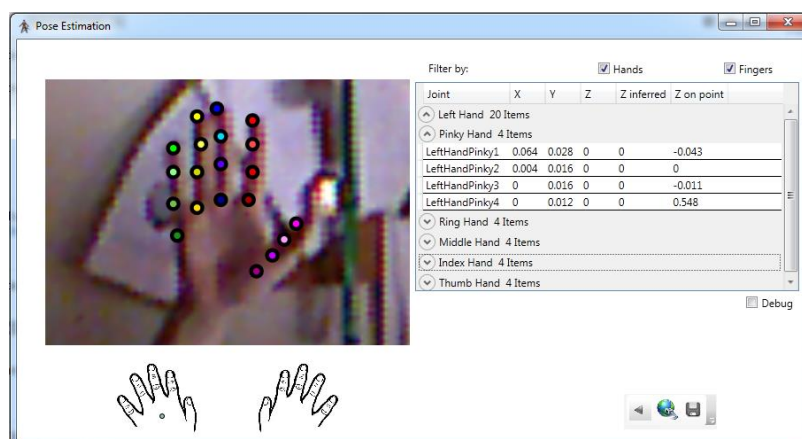 Pose Estimation
Filter by: Hands Fingers
Joint X Y Z Z inferred Z on point
Left Hand 20 Items
Pinky Hand 4 Items
LeftHandPinky1 0.064 0.028 0 0 -0.043
LeftHandPinky2 0.004 0.016 0 0 0
LeftHandPinky3 0 0.016 0 0 -0.011
LeftHandPinky4 0 0.012 0 0 0.548
Ring Hand 4 Items
Middle Hand 4 Items
Index Hand 4 Items
Thumb Hand 4 Items
Debug